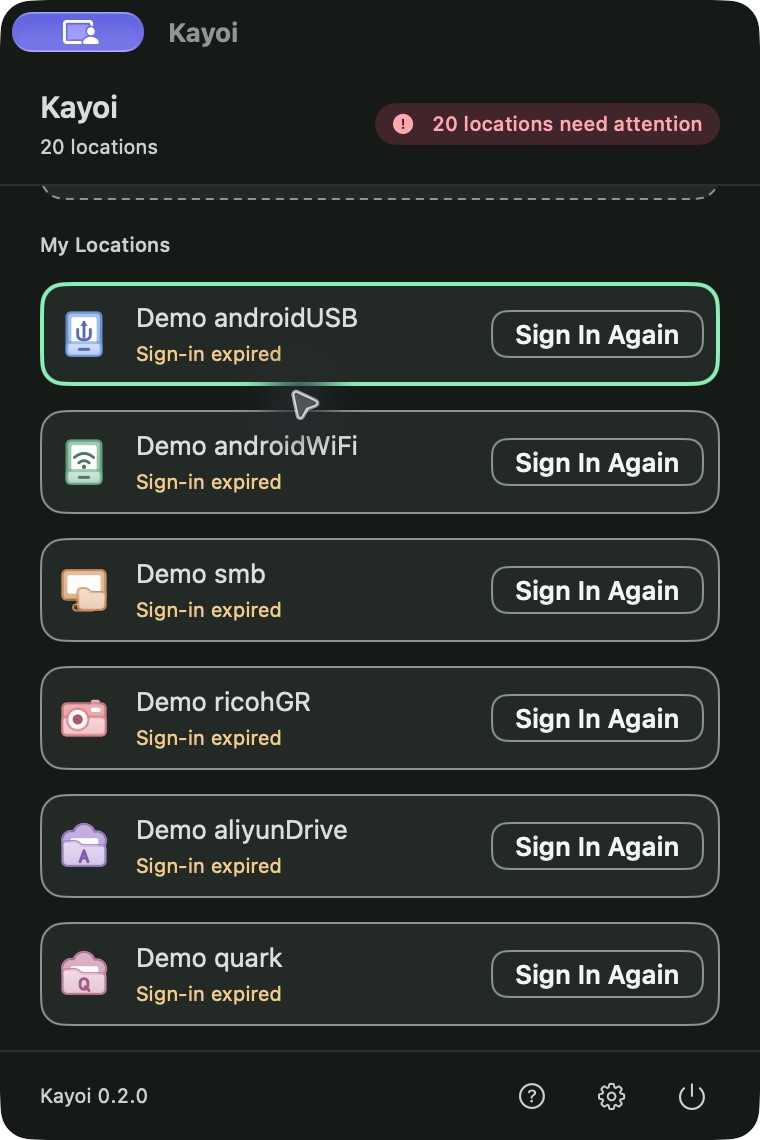 Kayoi
Kayoi
20 locations
20 locations need attention
My Locations
Demo androidUSB
Sign-in expired
Sign In Again
Demo androidWiFi
Sign-in expired
Sign In Again
Demo smb
Sign-in expired
Sign In Again
Demo ricohGR
Sign-in expired
Sign In Again
A
Demo aliyunDrive
Sign-in expired
Sign In Again
Q
Demo quark
Sign-in expired
Sign In Again
Kayoi 0.2.0